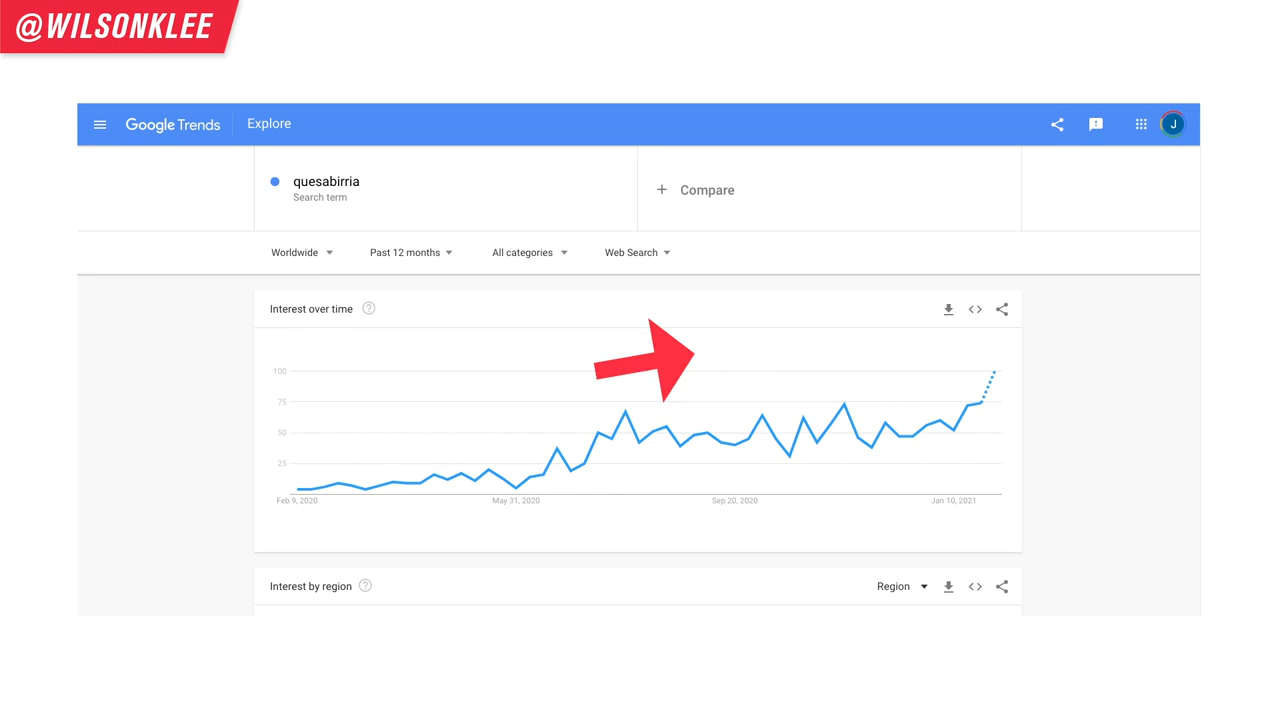 @WILSONKLEE
Google Trends Explore J
quesabirria
Search term
+ Compare
Worldwide Past 12 months All categories Web Search
Interest over time ?
100
75
50
25
Feb 9, 2020 May 31, 2020 Sep 20, 2020 Jan 10, 2021
Interest by region ? Region